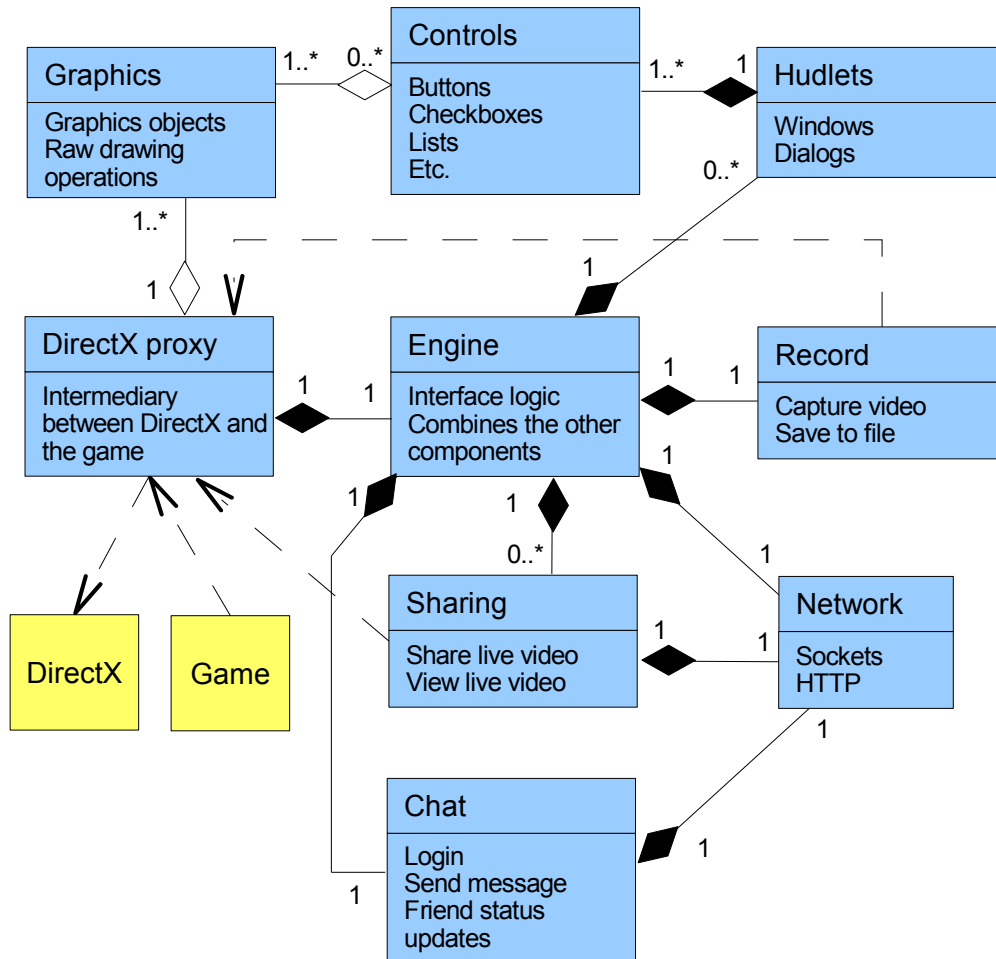 Controls
Buttons
Checkboxes
Lists
Etc.
Graphics
Graphics objects
Raw drawing
operations
1..*
0..*
1..*
1
Hudlets
Windows
Dialogs
0..*
1
1..*
1
DirectX proxy
Intermediary
between DirectX and
the game
1
1
Engine
Interface logic
Combines the other
components
1
1
Record
Capture video
Save to file
1
1
1
0..*
1
1
DirectX
Game
Sharing
Share live video
View live video
1
1
Network
Sockets
HTTP
1
1
Chat
Login
Send message
Friend status
updates
1